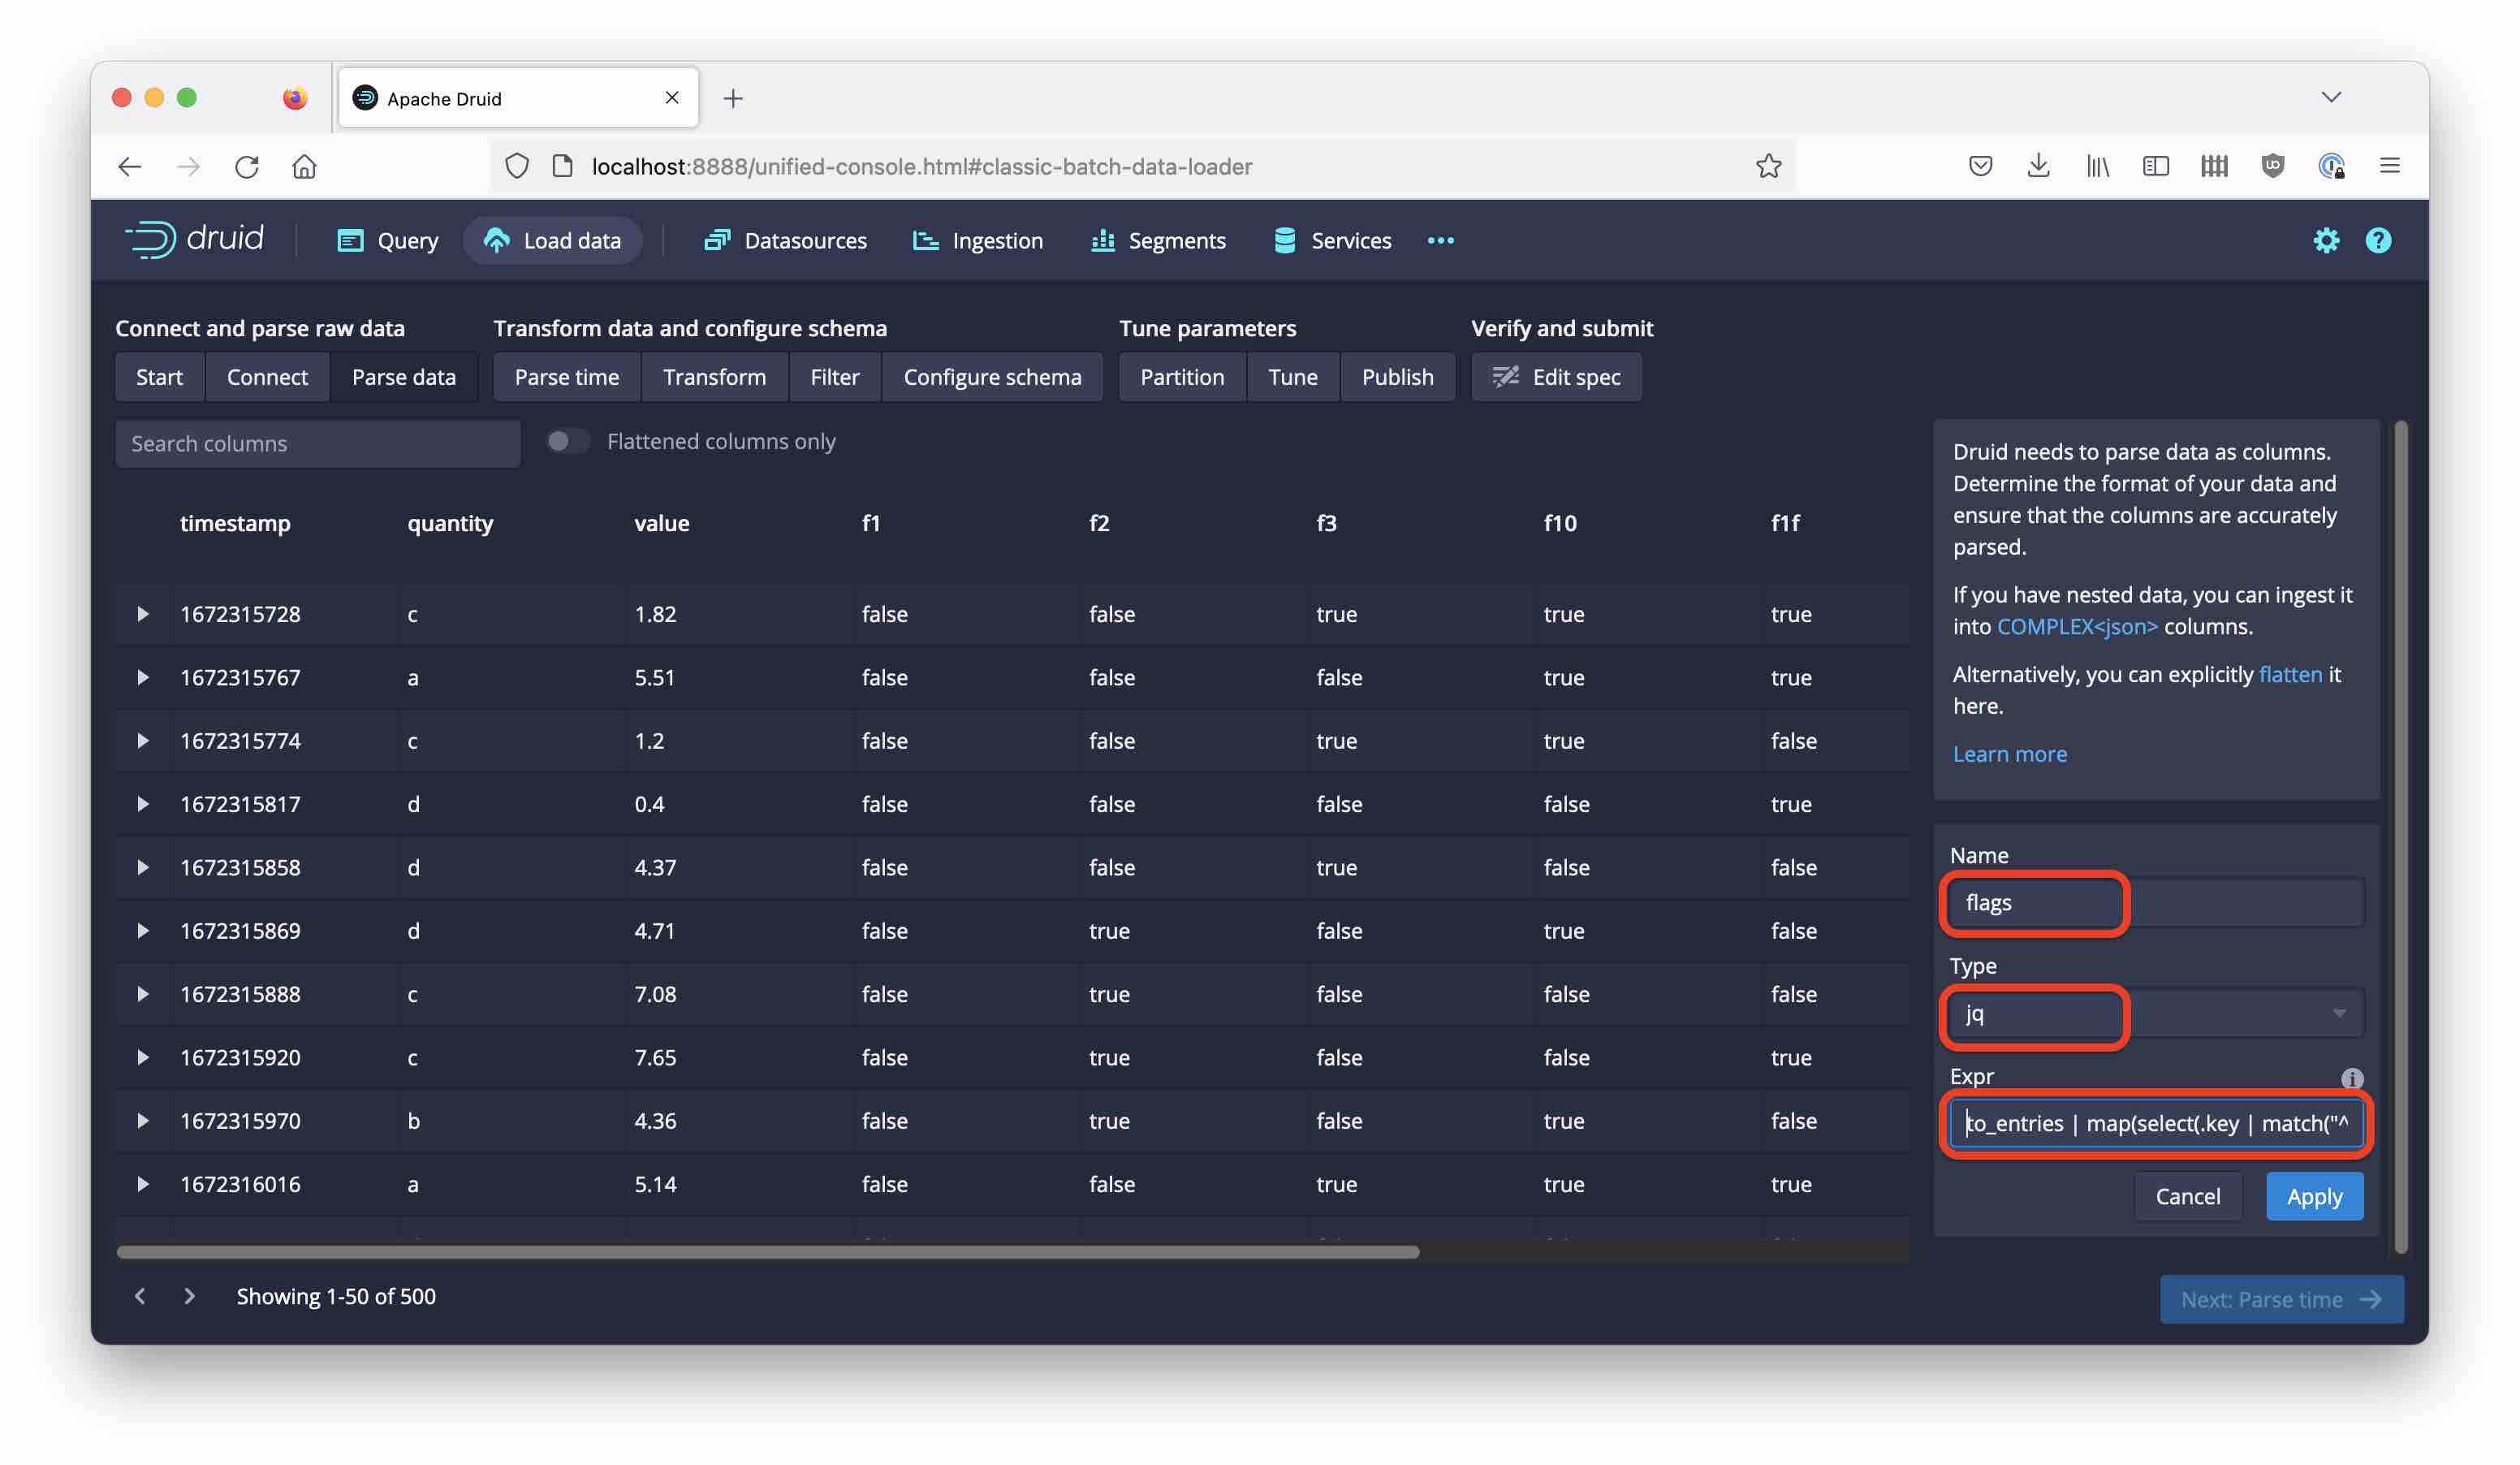 Apache Druid
localhost:8888/unified-console.html#classic-batch-data-loader
druid
Query
Load data
Datasources
Ingestion
Segments
Services
Connect and parse raw data
Transform data and configure schema
Tune parameters
Verify and submit
Start
Connect
Parse data
Parse time
Transform
Filter
Configure schema
Partition
Tune
Publish
Edit spec
Search columns
Flattened columns only
timestamp quantity value f1 f2 f3 f10 f1f
1672315728 c 1.82 false false true true true
1672315767 a 5.51 false false false true true
1672315774 c 1.2 false false true true false
1672315817 d 0.4 false false false false true
1672315858 d 4.37 false false true false false
1672315869 d 4.71 false true false true false
1672315888 c 7.08 false true false false false
1672315920 c 7.65 false true false false true
1672315970 b 4.36 false true false true false
1672316016 a 5.14 false false true true true
Showing 1-50 of 500
Druid needs to parse data as columns.
Determine the format of your data and
ensure that the columns are accurately
parsed.
If you have nested data, you can ingest it
into COMPLEX<json> columns.
Alternatively, you can explicitly flatten it
here.
Learn more
Name
flags
Type
jq
Expr
to_entries | map(select(.key | match("^
Cancel
Apply
Next: Parse time